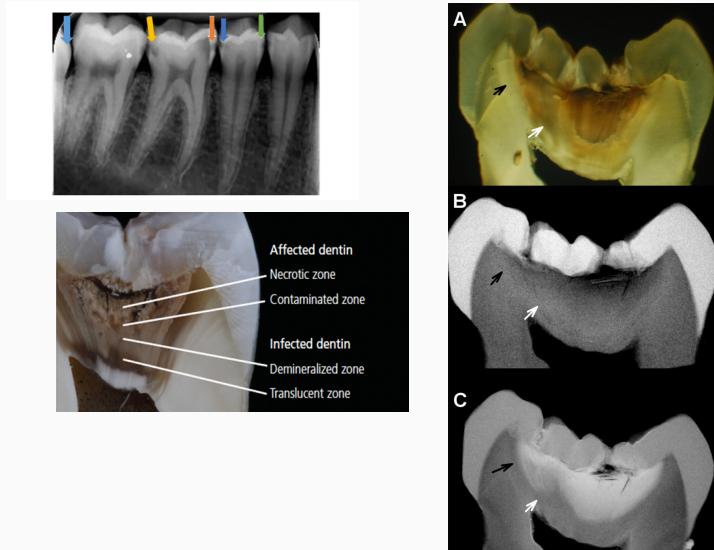 Affected dentin
Necrotic zone
Contaminated zone
Infected dentin
Demineralized zone
Translucent zone
A
B
C